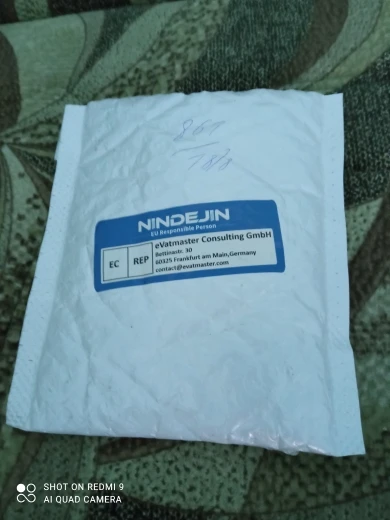 867
NINDEJIN
EU Responsible Person
EC REP
eVatmaster Consulting GmbH
Bettinastr. 30
60325 Frankfurt am Main,Germany
contact@evatmaster.com
SHOT ON REDMI 9
AI QUAD CAMERA